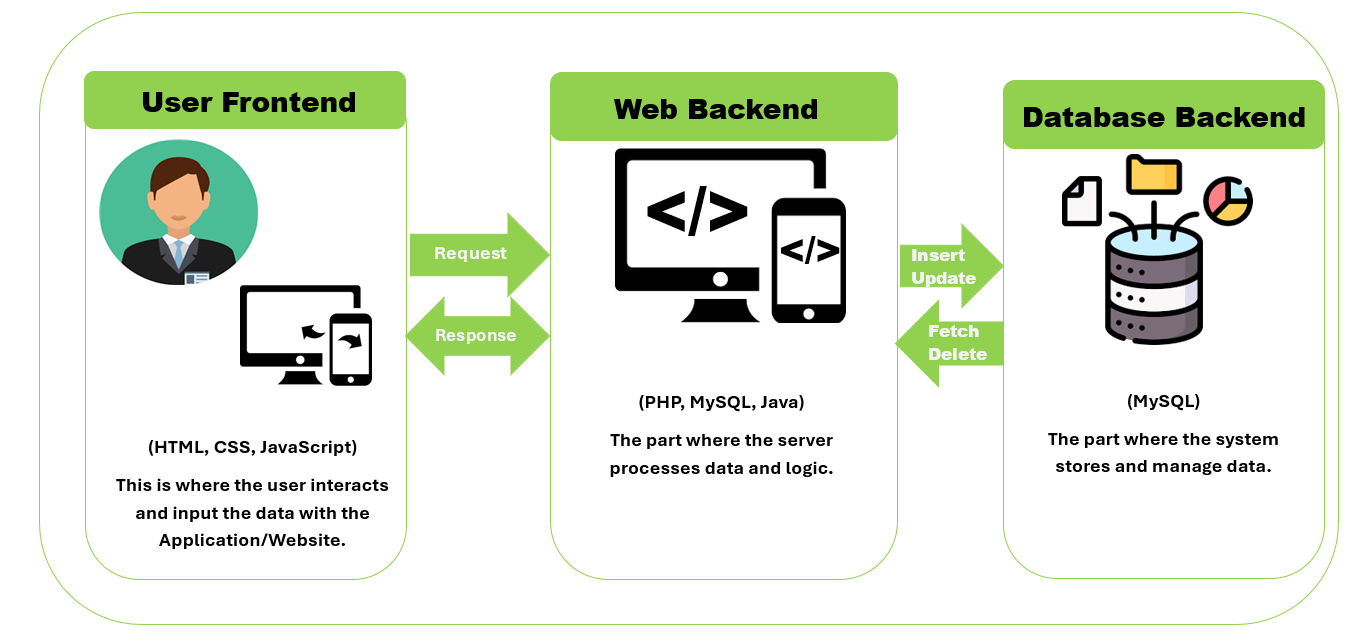 User Frontend
(HTML, CSS, JavaScript)
This is where the user interacts
and input the data with the
Application/Website.
Request
Response
Web Backend
</>
</>
(PHP, MySQL, Java)
The part where the server
processes data and logic.
Insert
Update
Fetch
Delete
Database Backend
(MySQL)
The part where the system
stores and manage data.